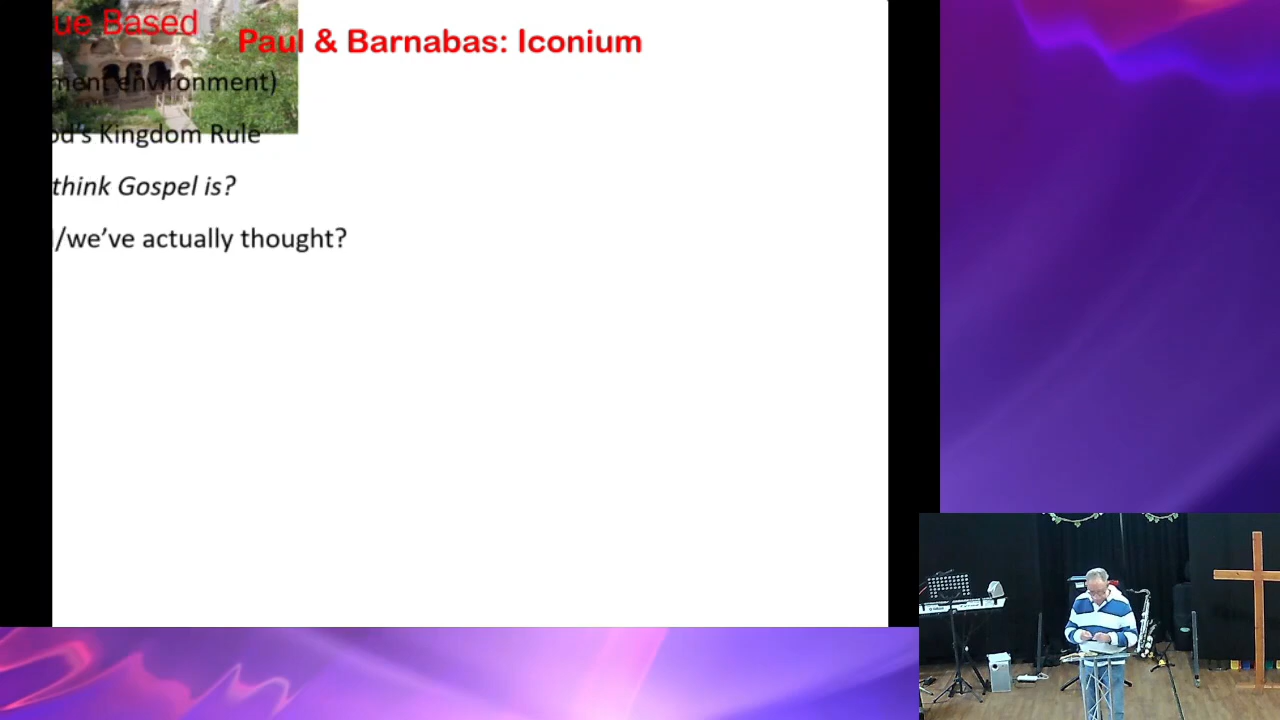 ue Based
Paul & Barnabas: Iconium
ment environment)
od's Kingdom Rule
think Gospel is?
/we've actually thought?